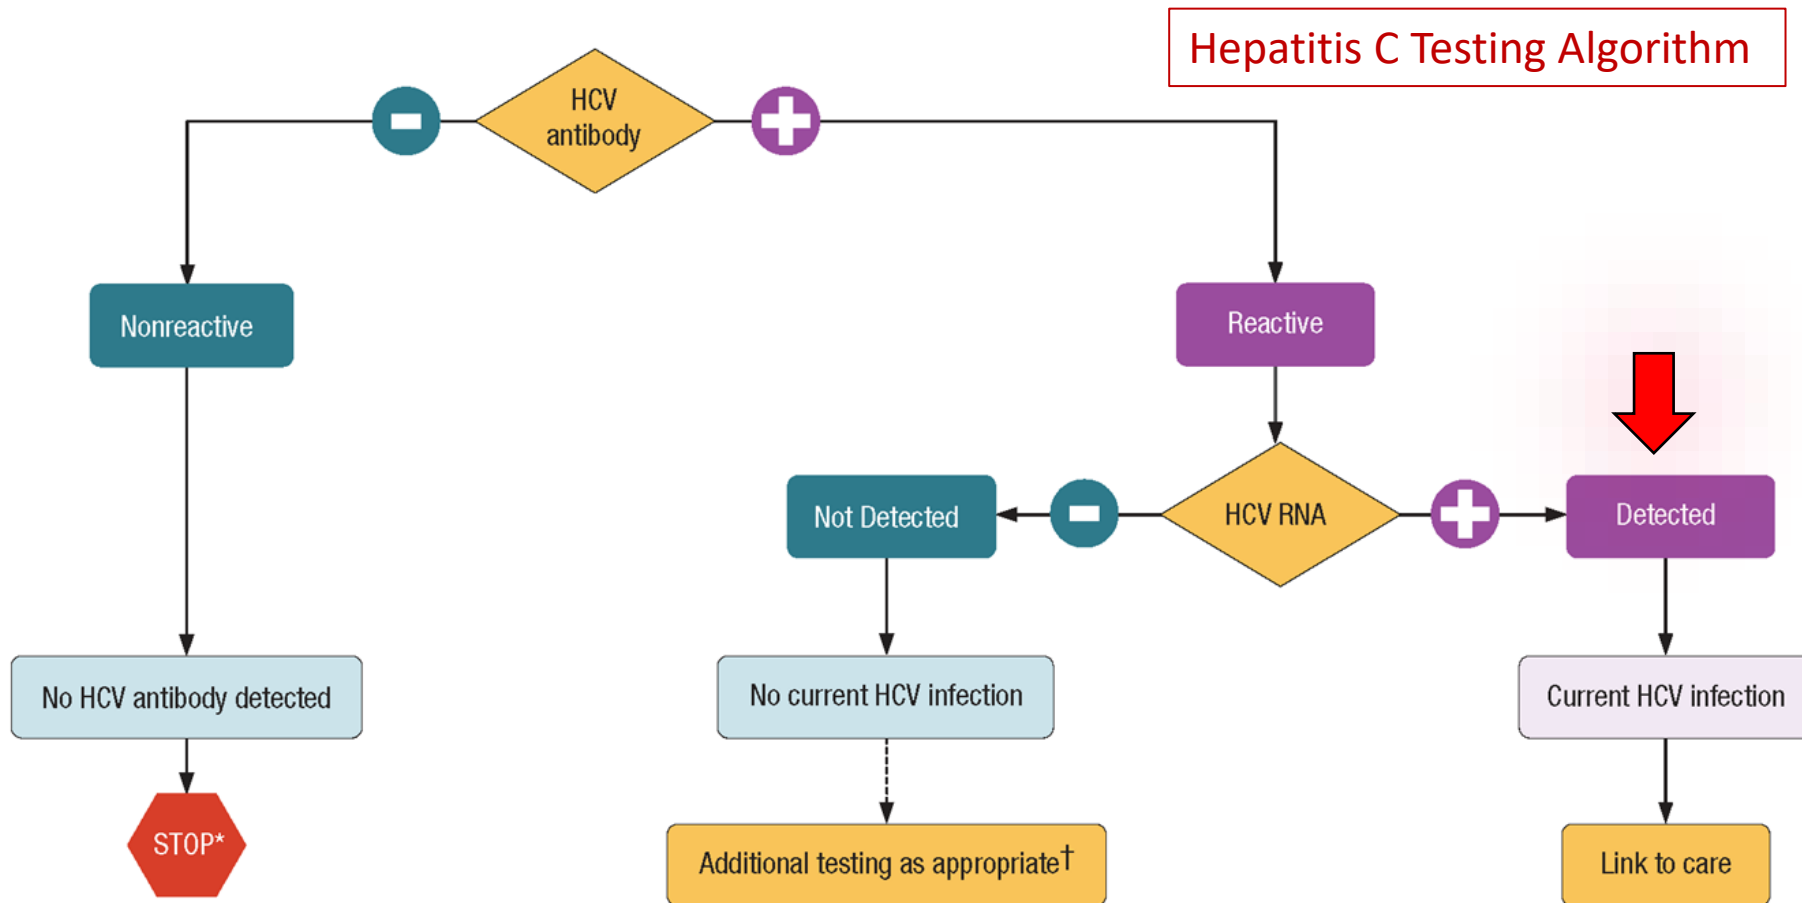 Hepatitis C Testing Algorithm
HCV
antibody
Nonreactive
Reactive
Not Detected
HCV RNA
Detected
No HCV antibody detected
No current HCV infection
Current HCV infection
STOP*
Additional testing as appropriate†
Link to care